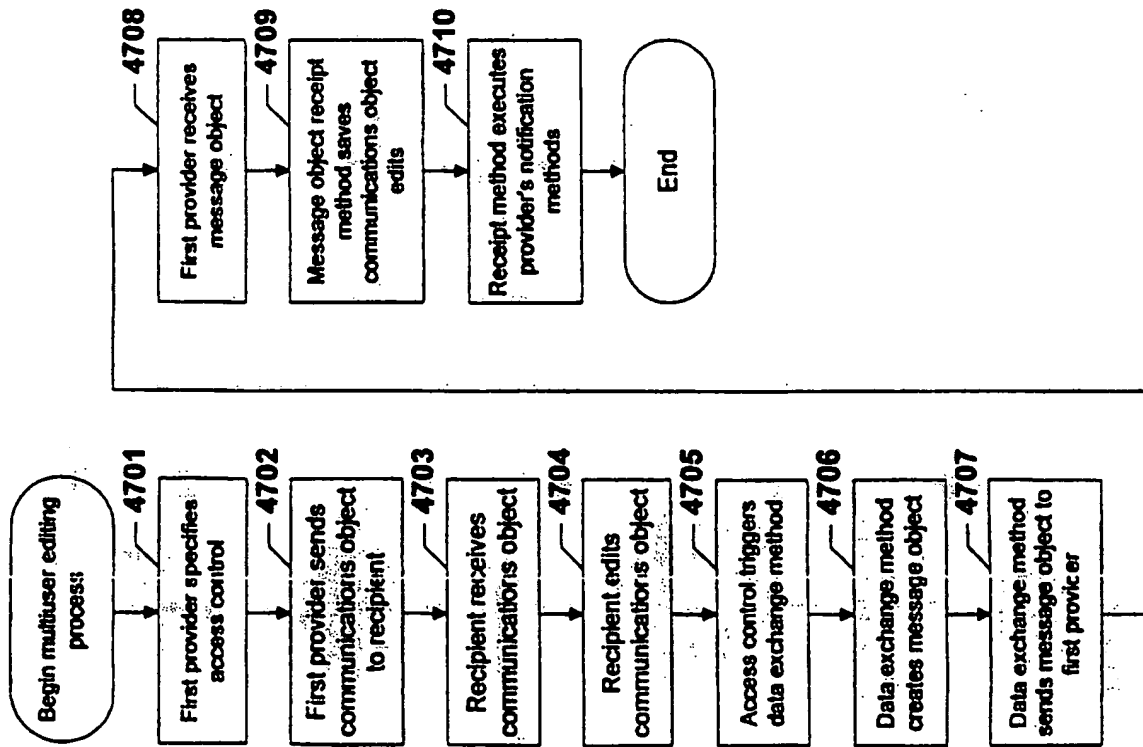 Begin multiuser editing
process
4701
First provider specifies
access control
4702
First provider sends
communications object
to recipient
4703
Recipient receives
communications object
4704
Recipient edits
communications object
4705
Access control triggers
data exchange method
4706
Data exchange method
creates message object
4707
Data exchange method
sends message object to
first provicer
4708
First provider receives
message object
4709
Message object receipt
method saves
communications object
edits
4710
Receipt method executes
provider's notification
methods
End